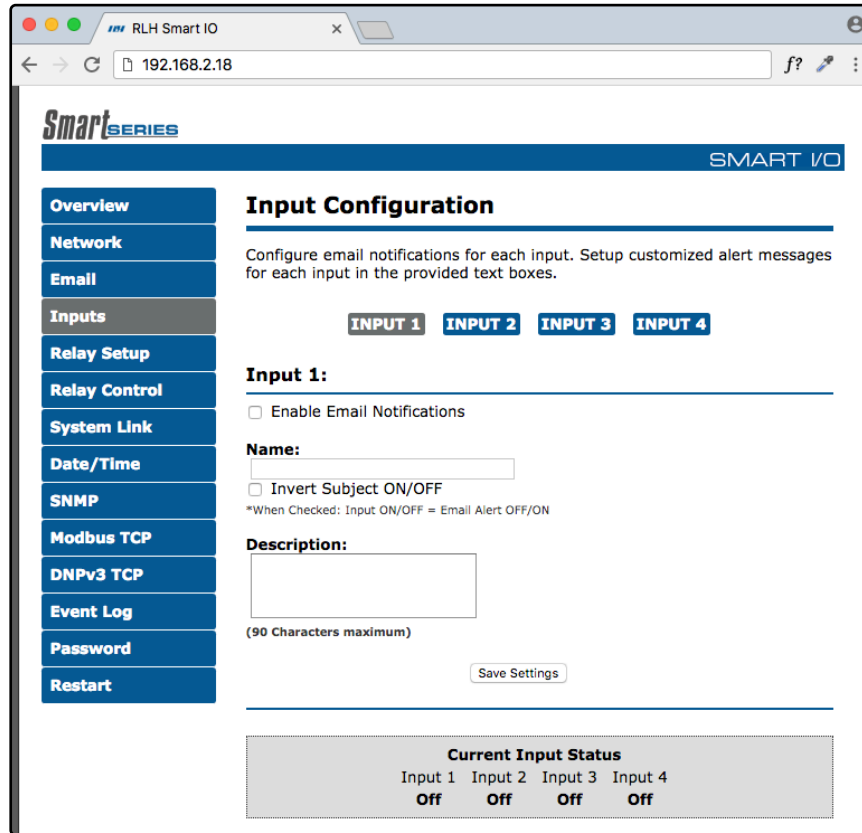 RLH Smart IO
192.168.2.18
f?
Smart SERIES
SMART I/O
Overview
Network
Email
Inputs
Relay Setup
Relay Control
System Link
Date/Time
SNMP
Modbus TCP
DNPv3 TCP
Event Log
Password
Restart
Input Configuration
Configure email notifications for each input. Setup customized alert messages
for each input in the provided text boxes.
INPUT 1 INPUT 2 INPUT 3 INPUT 4
Input 1:
Enable Email Notifications
Name:
Invert Subject ON/OFF
*When Checked: Input ON/OFF = Email Alert OFF/ON
Description:
(90 Characters maximum)
Save Settings
Current Input Status
Input 1 Input 2 Input 3 Input 4
Off Off Off Off